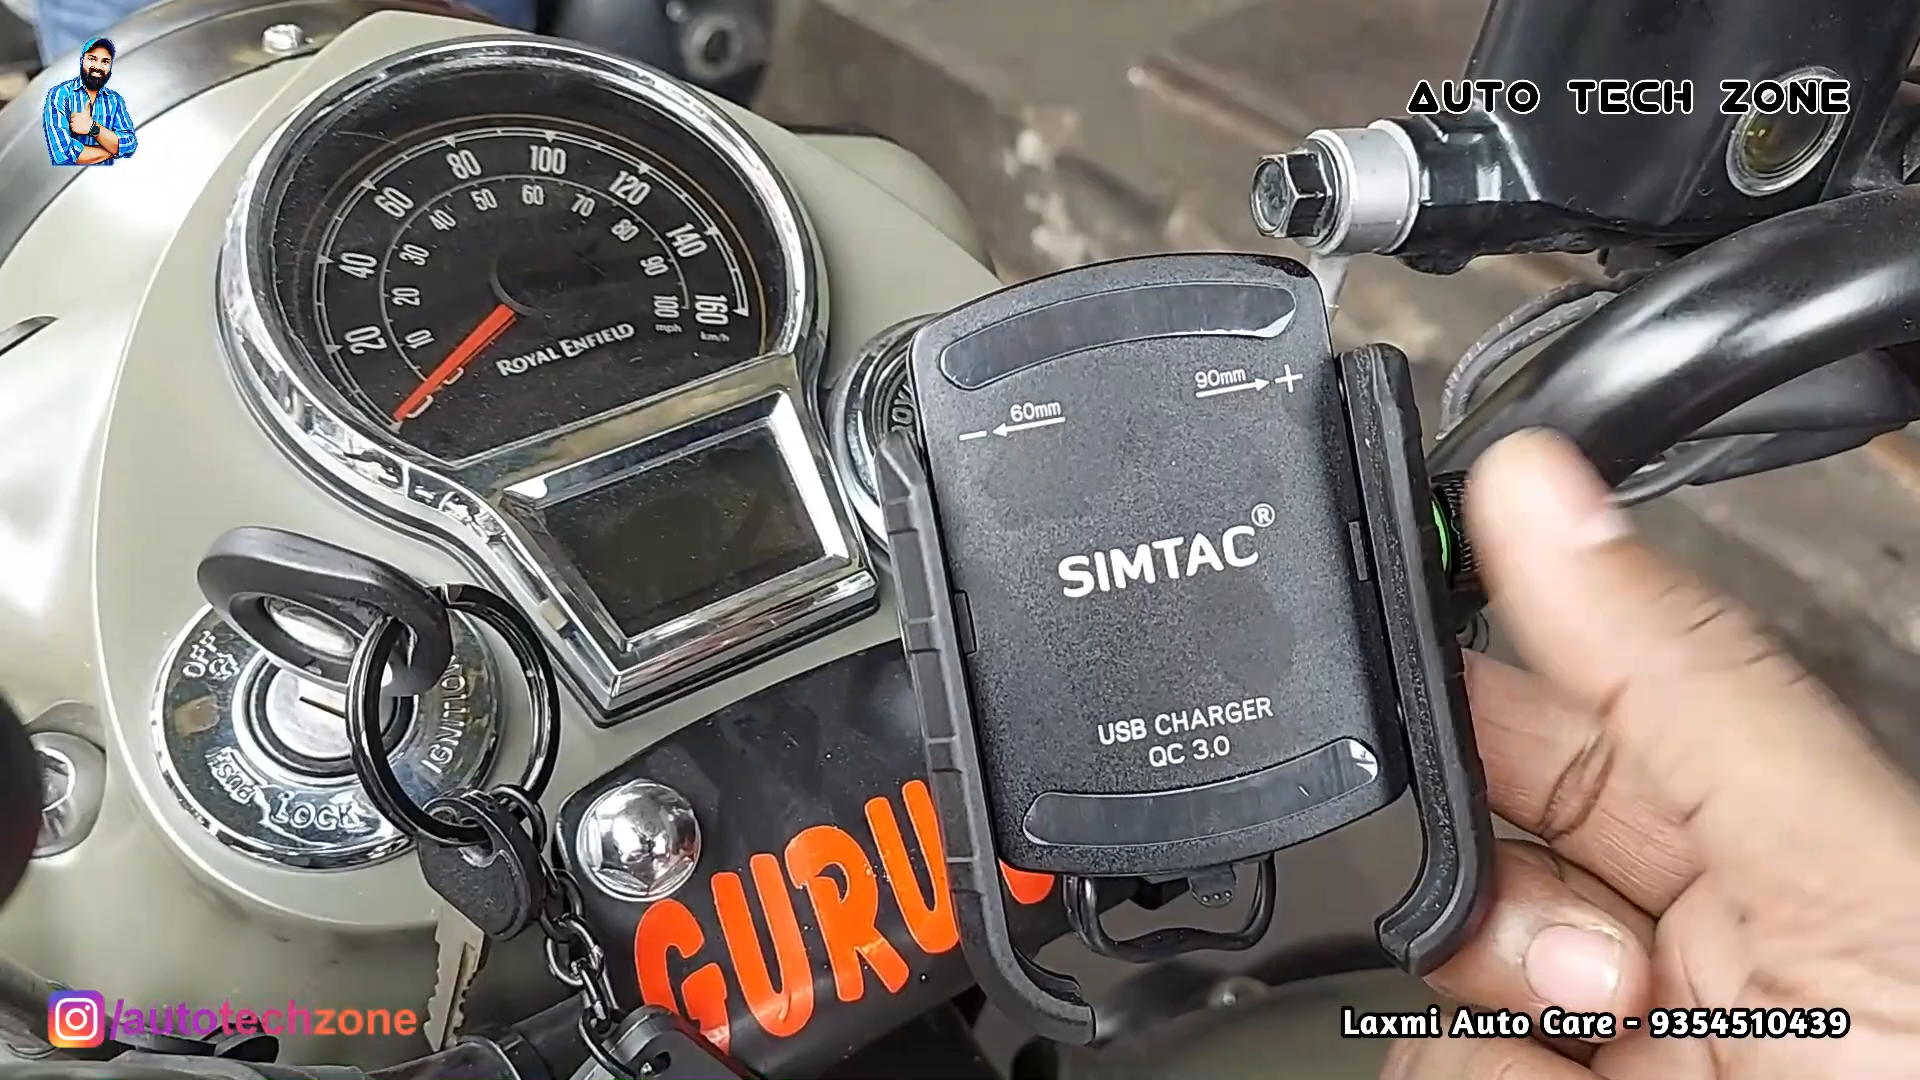 AUTO TECH ZONE
20 40 60 80 100 120 140 160
km/h
10 20 30 40 50 60 70 80 90 100
mph
ROYAL ENFIELD
60mm
90mm
SIMTAC®
USB CHARGER
QC 3.0
OFF
IGNITION
LOCK
POSI
GURU
/autotechzone
Laxmi Auto Care - 9354510439